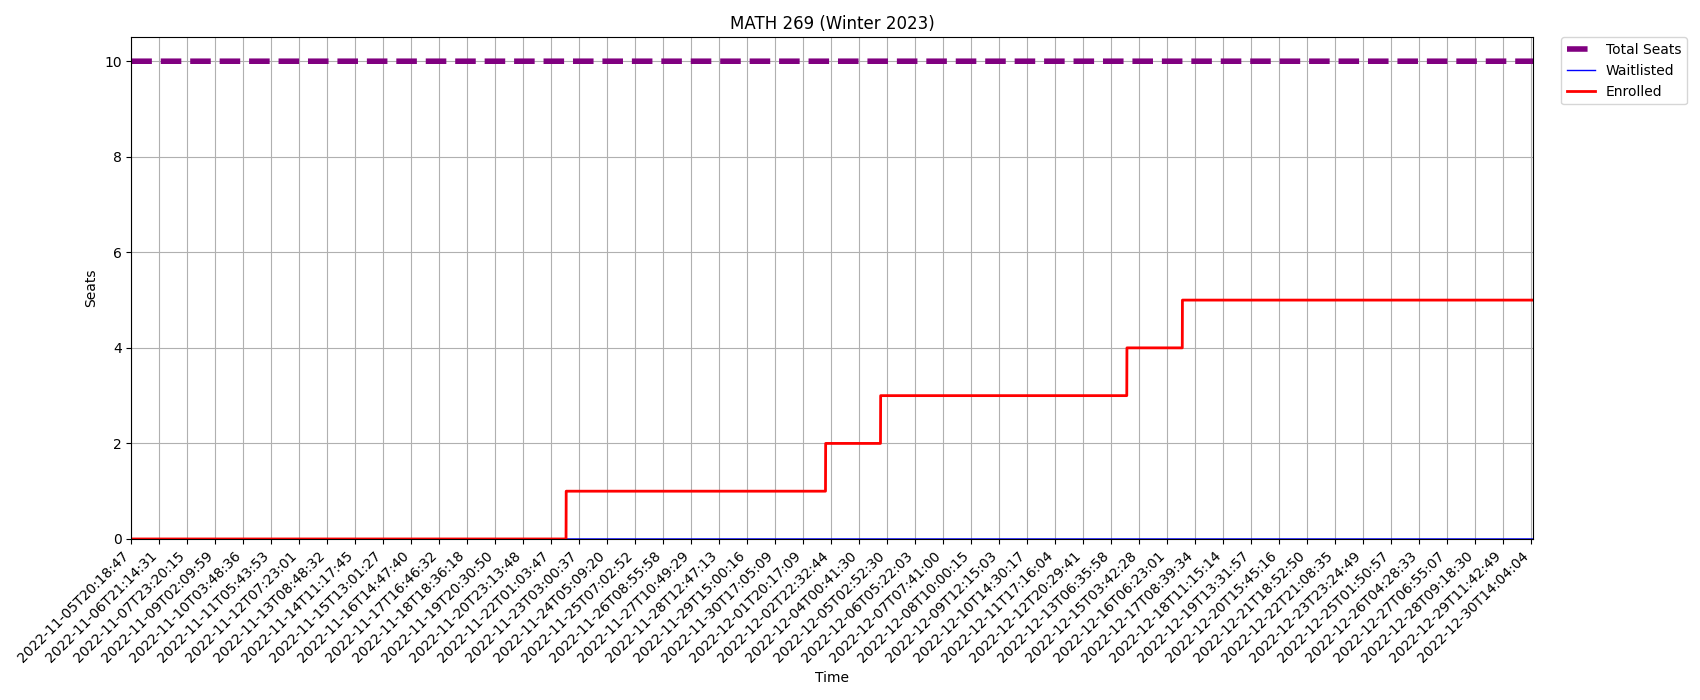 MATH 269 (Winter 2023)
Total Seats
Waitlisted
Enrolled
10
8
6
4
2
0
Seats
2022-11-05T20:18:47
2022-11-06T21:14:31
2022-11-07T23:20:15
2022-11-09T02:09:59
2022-11-10T03:48:36
2022-11-11T05:43:53
2022-11-12T07:23:01
2022-11-13T08:48:32
2022-11-14T11:17:45
2022-11-15T13:01:27
2022-11-16T14:47:40
2022-11-17T16:46:32
2022-11-18T18:36:18
2022-11-19T20:30:50
2022-11-20T22:13:48
2022-11-22T01:03:47
2022-11-23T03:00:37
2022-11-24T05:09:20
2022-11-25T07:02:52
2022-11-26T08:55:58
2022-11-27T10:49:29
2022-11-28T12:47:13
2022-11-29T15:00:16
2022-11-30T17:05:09
2022-12-01T20:17:09
2022-12-02T22:32:44
2022-12-04T00:41:30
2022-12-05T02:52:30
2022-12-06T05:22:03
2022-12-07T07:41:00
2022-12-08T10:00:15
2022-12-09T12:15:03
2022-12-10T14:30:17
2022-12-11T17:16:04
2022-12-12T20:29:41
2022-12-13T06:35:58
2022-12-15T03:42:28
2022-12-16T06:23:01
2022-12-17T08:39:34
2022-12-18T11:15:14
2022-12-19T13:31:57
2022-12-20T15:45:16
2022-12-21T18:52:50
2022-12-22T21:08:35
2022-12-23T23:24:49
2022-12-25T01:50:57
2022-12-26T04:28:33
2022-12-27T06:55:07
2022-12-28T09:18:30
2022-12-29T11:42:49
2022-12-30T14:04:04
Time